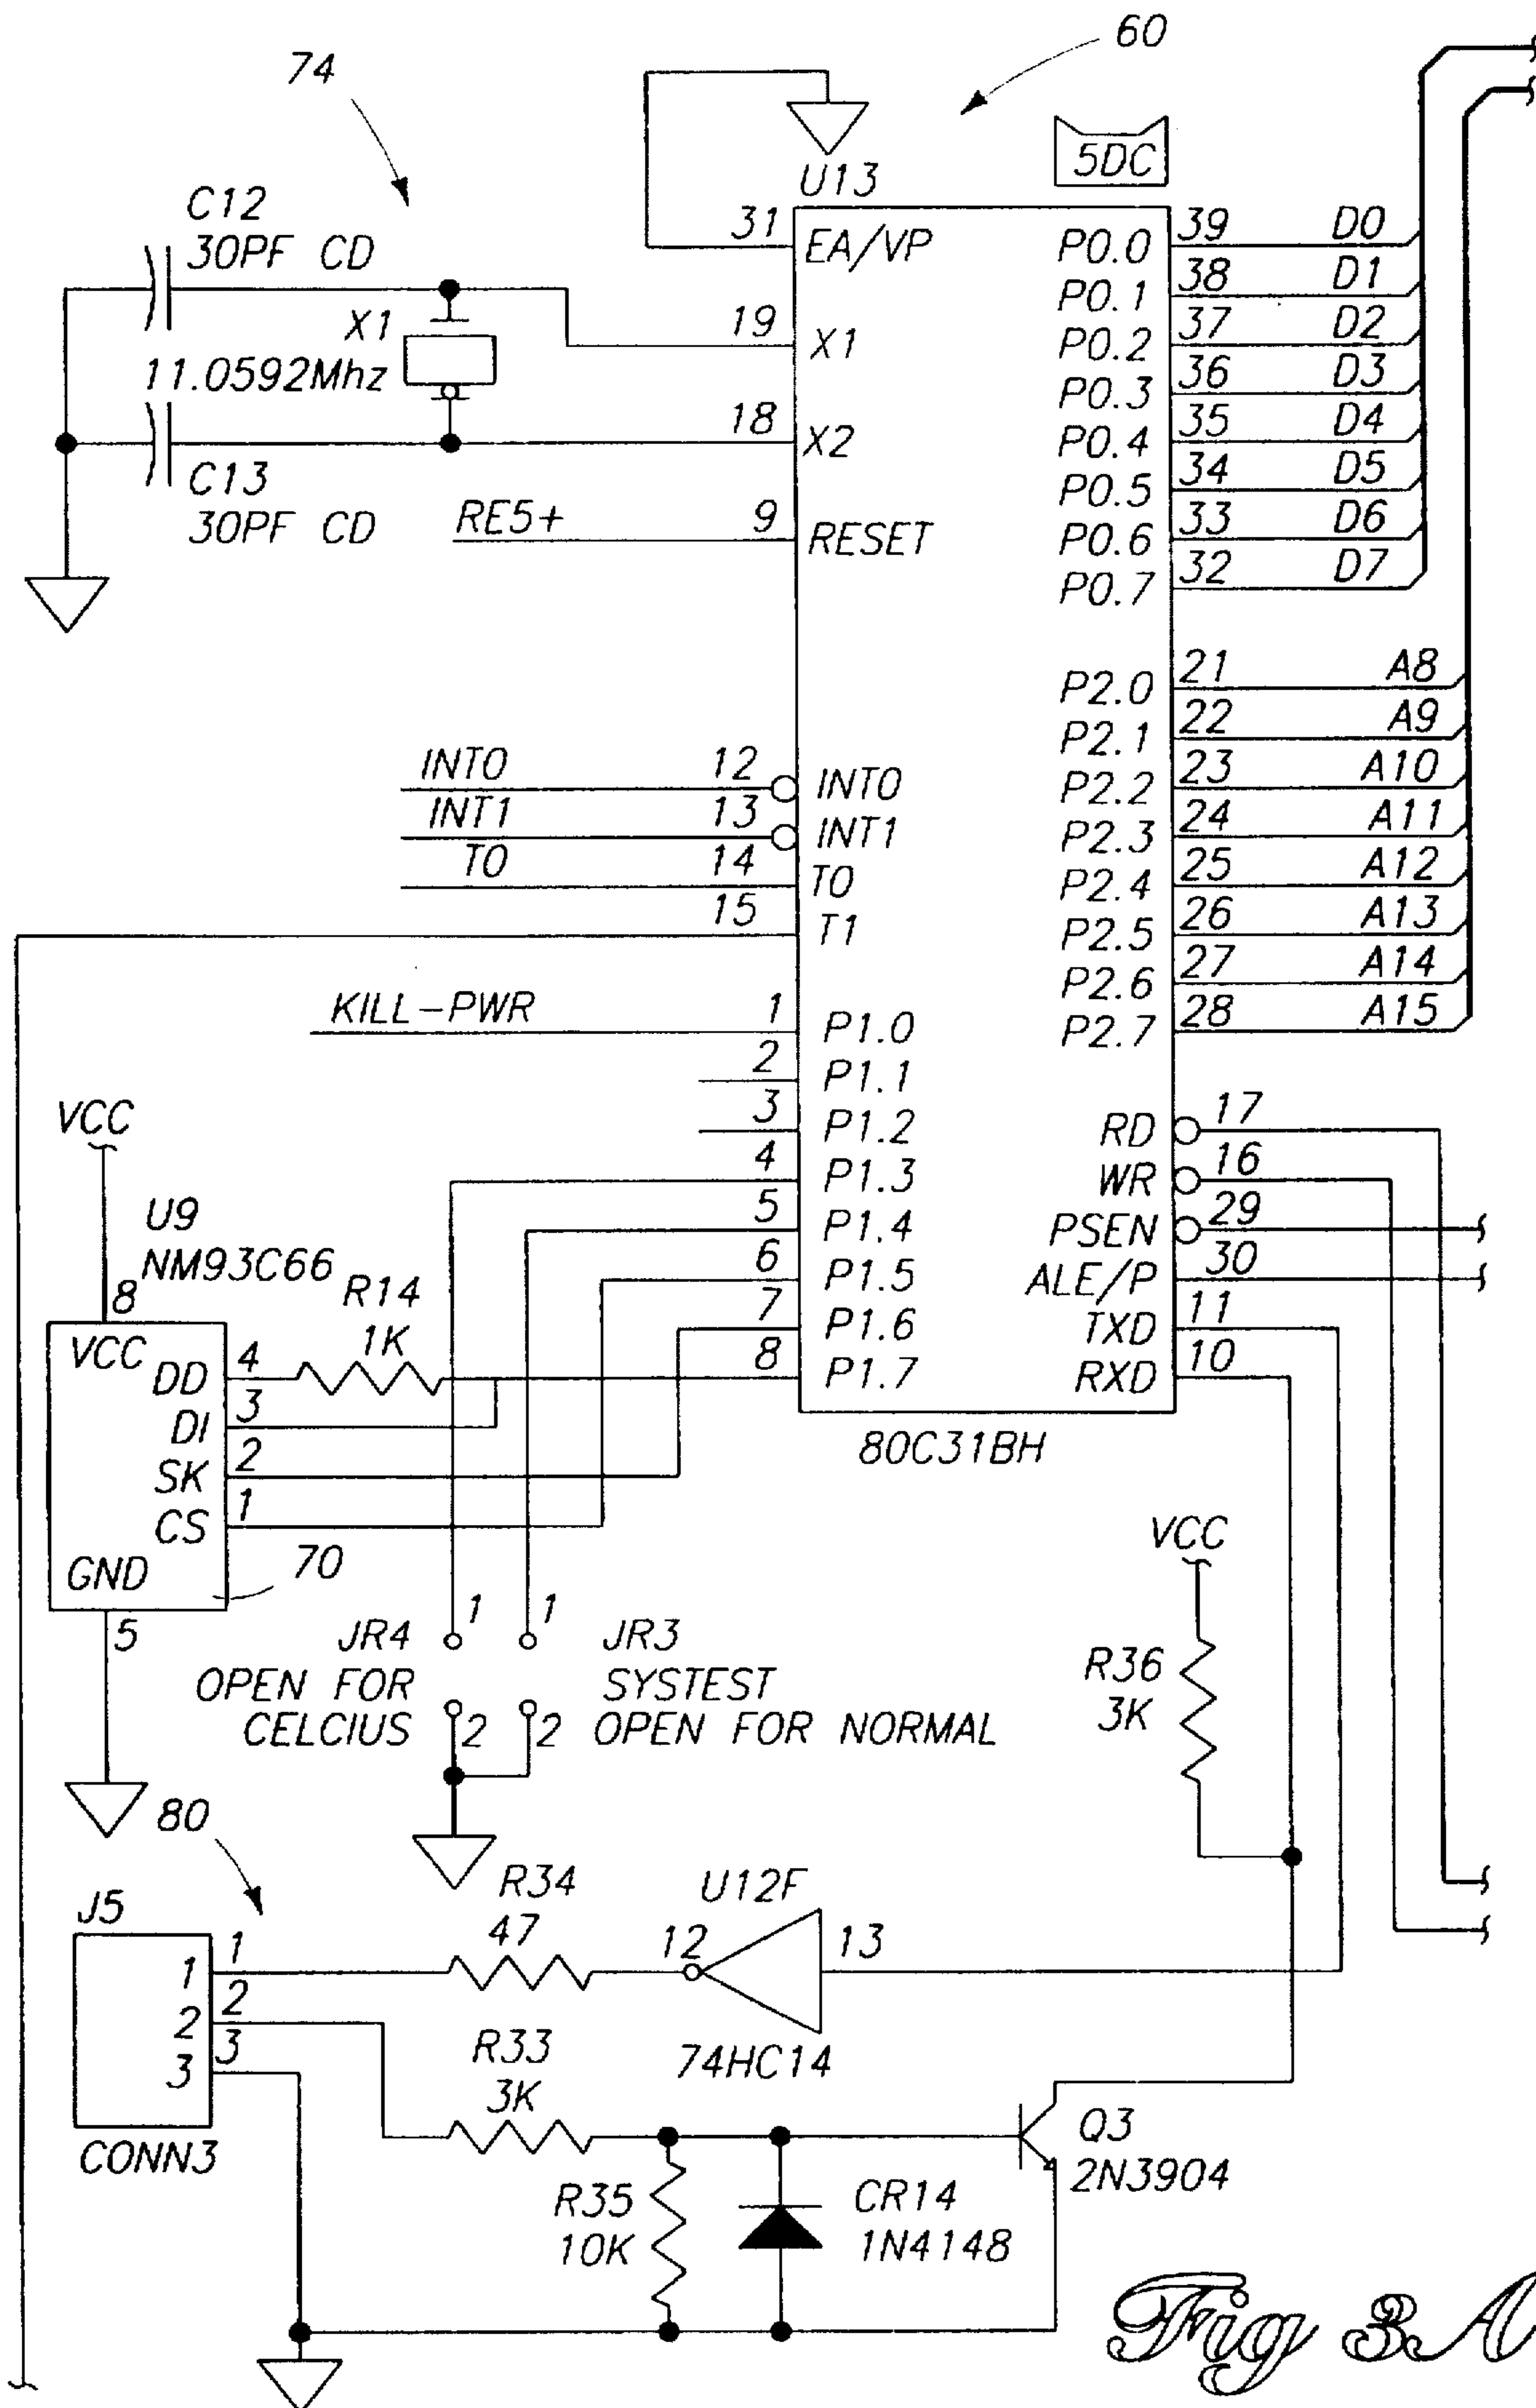 74
60
5DC
U13
C12
30PF CD
X1
11.0592Mhz
C13
30PF CD
31 EA/VP
19 X1
18 X2
RE5+ 9 RESET
INT0 12 INT0
INT1 13 INT1
T0 14 T0
15 T1
KILL-PWR 1 P1.0
2 P1.1
3 P1.2
4 P1.3
5 P1.4
6 P1.5
7 P1.6
8 P1.7
P0.0 39 D0
P0.1 38 D1
P0.2 37 D2
P0.3 36 D3
P0.4 35 D4
P0.5 34 D5
P0.6 33 D6
P0.7 32 D7
P2.0 21 A8
P2.1 22 A9
P2.2 23 A10
P2.3 24 A11
P2.4 25 A12
P2.5 26 A13
P2.6 27 A14
P2.7 28 A15
RD 17
WR 16
PSEN 29
ALE/P 30
TXD 11
RXD 10
80C31BH
VCC
U9
NM93C66
8
VCC
R14
1K
DD 4
DI 3
SK 2
CS 1
GND
70
5
1 1
JR4
OPEN FOR
CELCIUS
2
JR3
SYSTEST
2 OPEN FOR NORMAL
VCC
R36
3K
80
J5
1 1
2 2
3 3
CONN3
R34
47
U12F
12 13
74HC14
R33
3K
R35
10K
CR14
1N4148
Q3
2N3904
Fig 3A